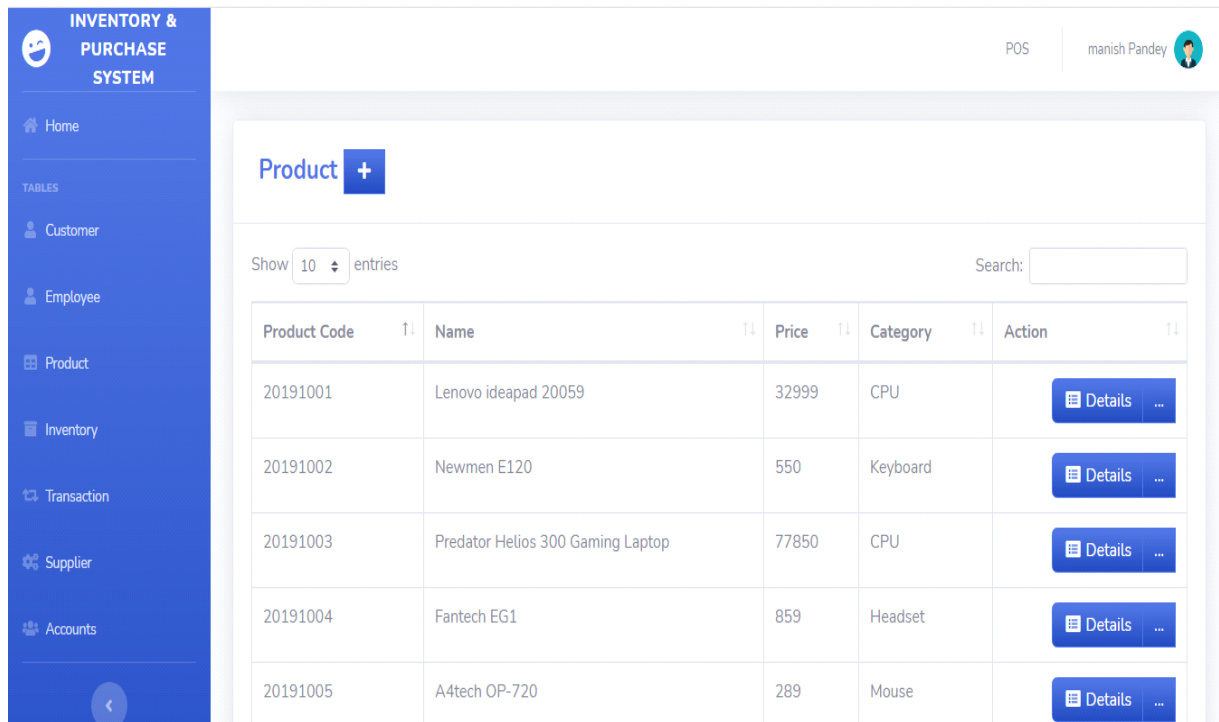 INVENTORY &
PURCHASE
SYSTEM
POS
manish Pandey
Home
TABLES
Customer
Employee
Product
Inventory
Transaction
Supplier
Accounts
Product +
Show 10 entries
Search:
Product Code Name Price Category Action
20191001 Lenovo ideapad 20059 32999 CPU Details ...
20191002 Newmen E120 550 Keyboard Details ...
20191003 Predator Helios 300 Gaming Laptop 77850 CPU Details ...
20191004 Fantech EG1 859 Headset Details ...
20191005 A4tech OP-720 289 Mouse Details ...